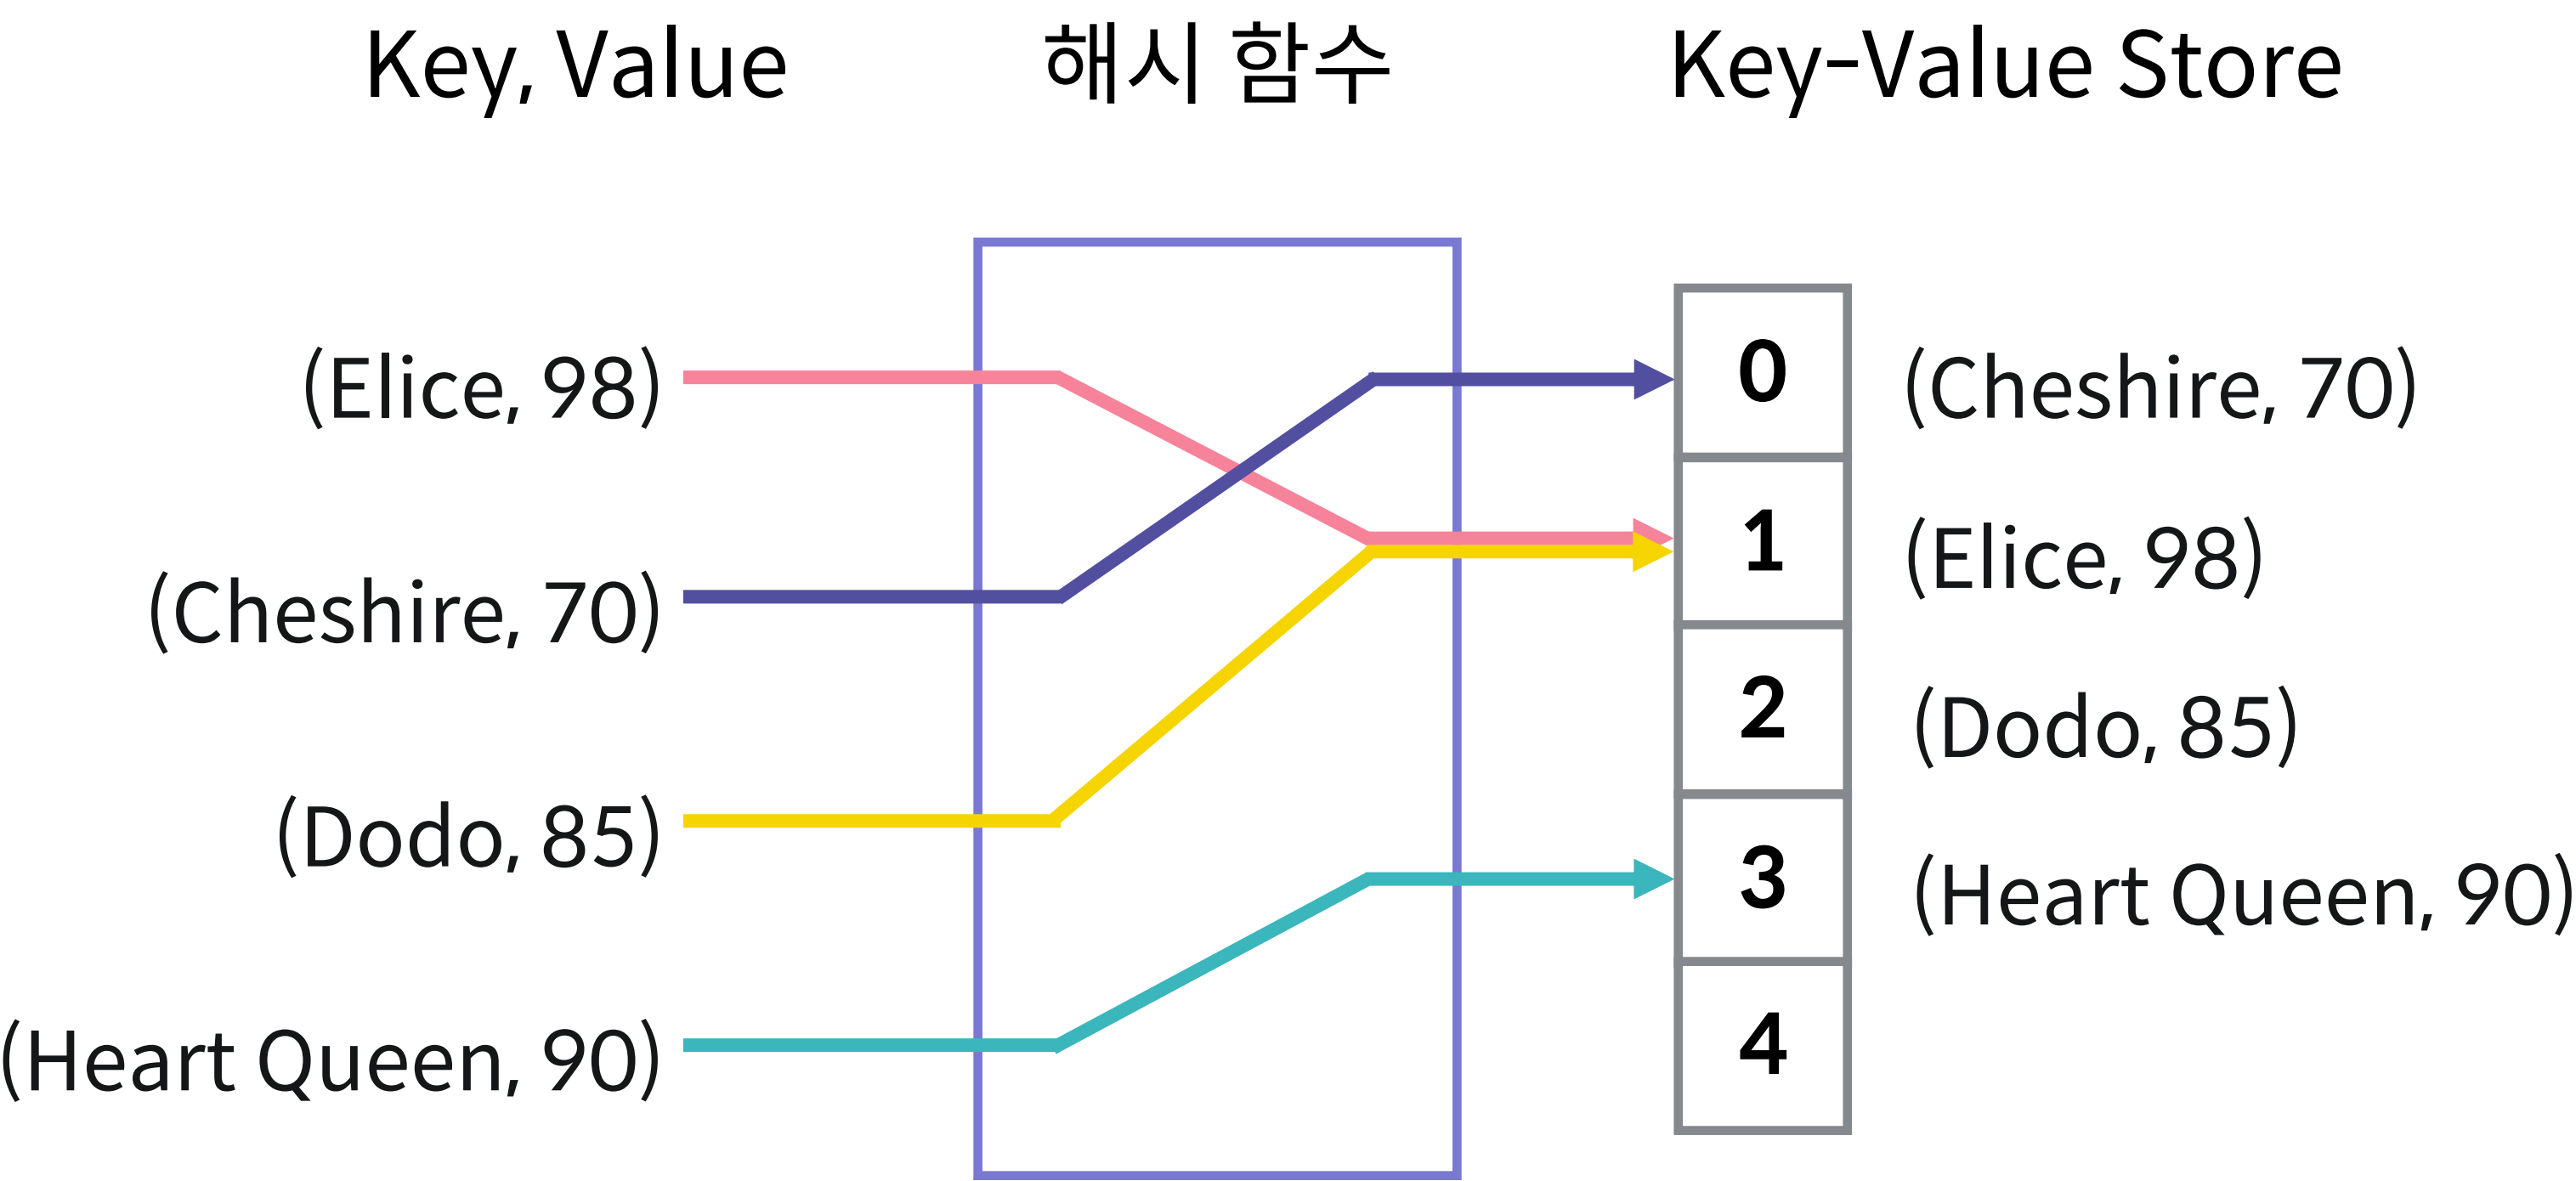 Key, Value
해시 함수
Key-Value Store
(Elice, 98)
(Cheshire, 70)
(Dodo, 85)
(Heart Queen, 90)
0
(Cheshire, 70)
1
(Elice, 98)
2
(Dodo, 85)
3
(Heart Queen, 90)
4